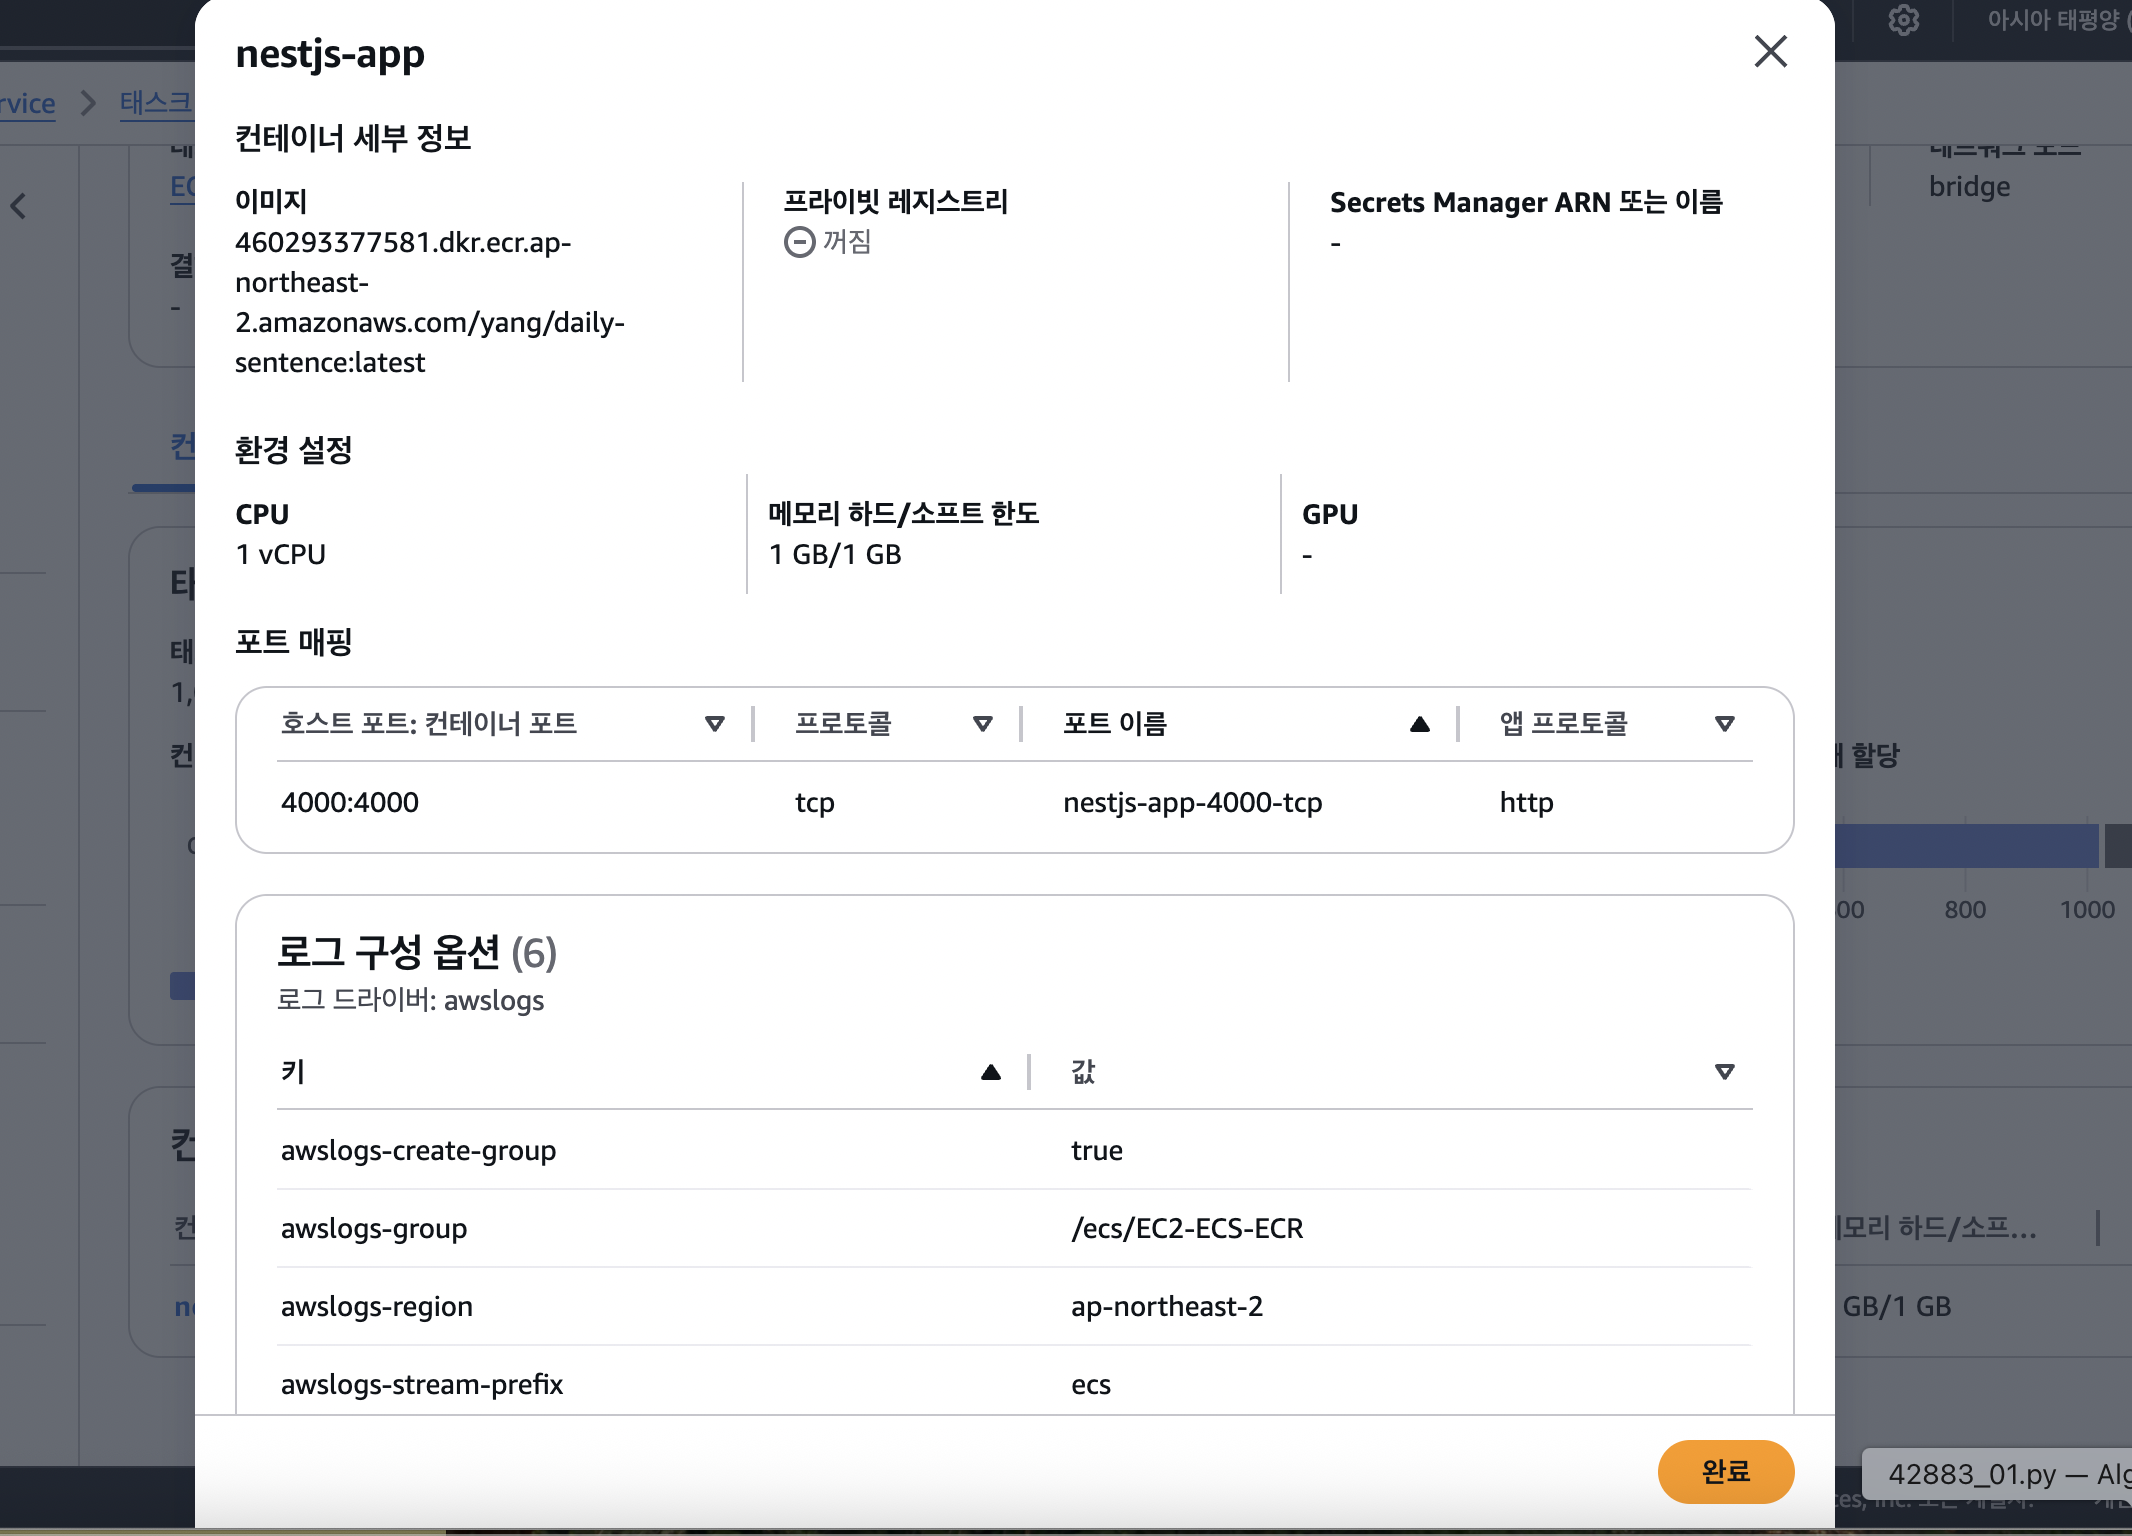 nestjs-app
아시아 태평양 (
rvice
태스크
컨테이너 세부 정보
이미지
프라이빗 레지스트리
Secrets Manager ARN 또는 이름
bridge
460293377581.dkr.ecr.ap-
northeast-
2.amazonaws.com/yang/daily-
sentence:latest
꺼짐
-
결
-
환경 설정
CPU
메모리 하드/소프트 한도
GPU
1 vCPU
1 GB/1 GB
-
포트 매핑
호스트 포트: 컨테이너 포트
프로토콜
포트 이름
앱 프로토콜
4000:4000
tcp
nestjs-app-4000-tcp
http
할당
800
1000
로그 구성 옵션 (6)
로그 드라이버: awslogs
키
값
awslogs-create-group
true
awslogs-group
/ecs/EC2-ECS-ECR
모리 하드/소프...
awslogs-region
ap-northeast-2
GB/1 GB
awslogs-stream-prefix
ecs
완료
42883_01.py — Alg